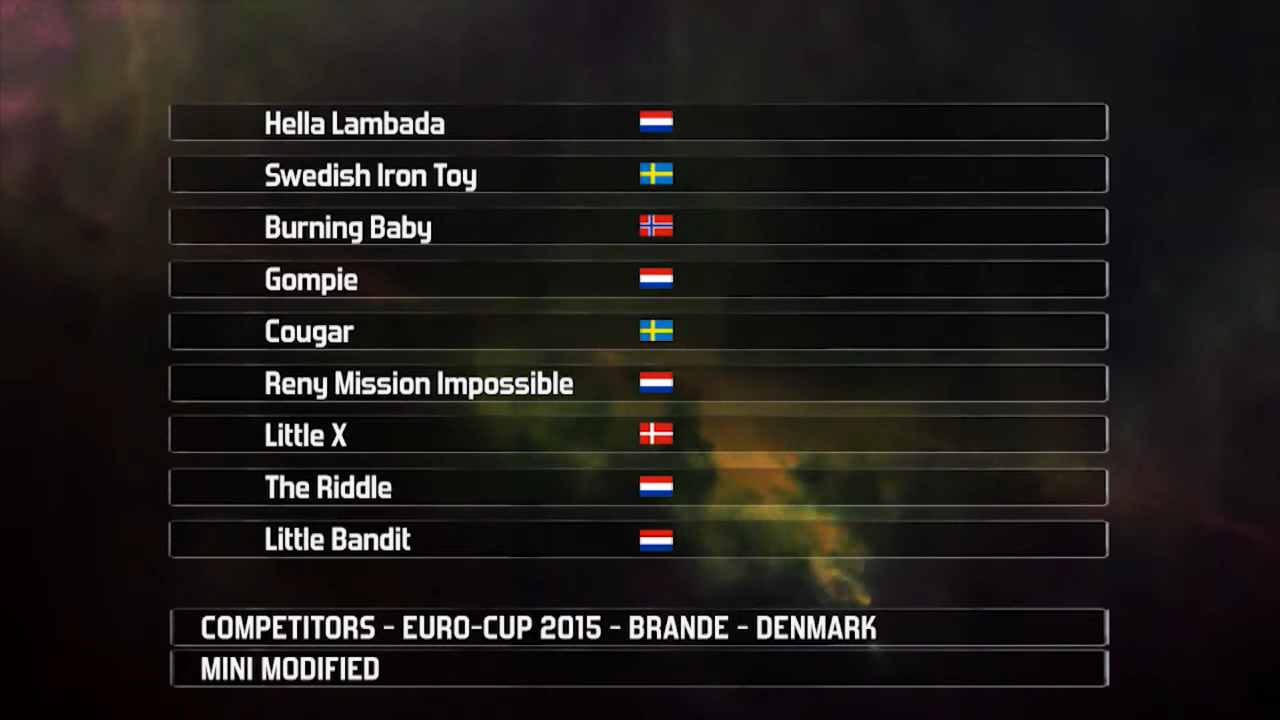 Hella Lambada
Swedish Iron Toy
Burning Baby
Gompie
Cougar
Reny Mission Impossible
Little X
The Riddle
Little Bandit
COMPETITORS - EURO-CUP 2015 - BRANDE - DENMARK
MINI MODIFIED